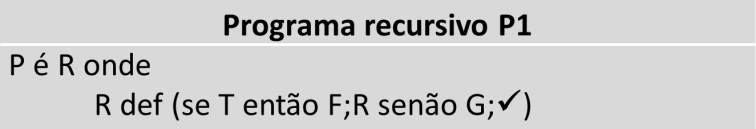 Programa recursivo P1
P é R onde
R def (se T então F;R senão G;✓)